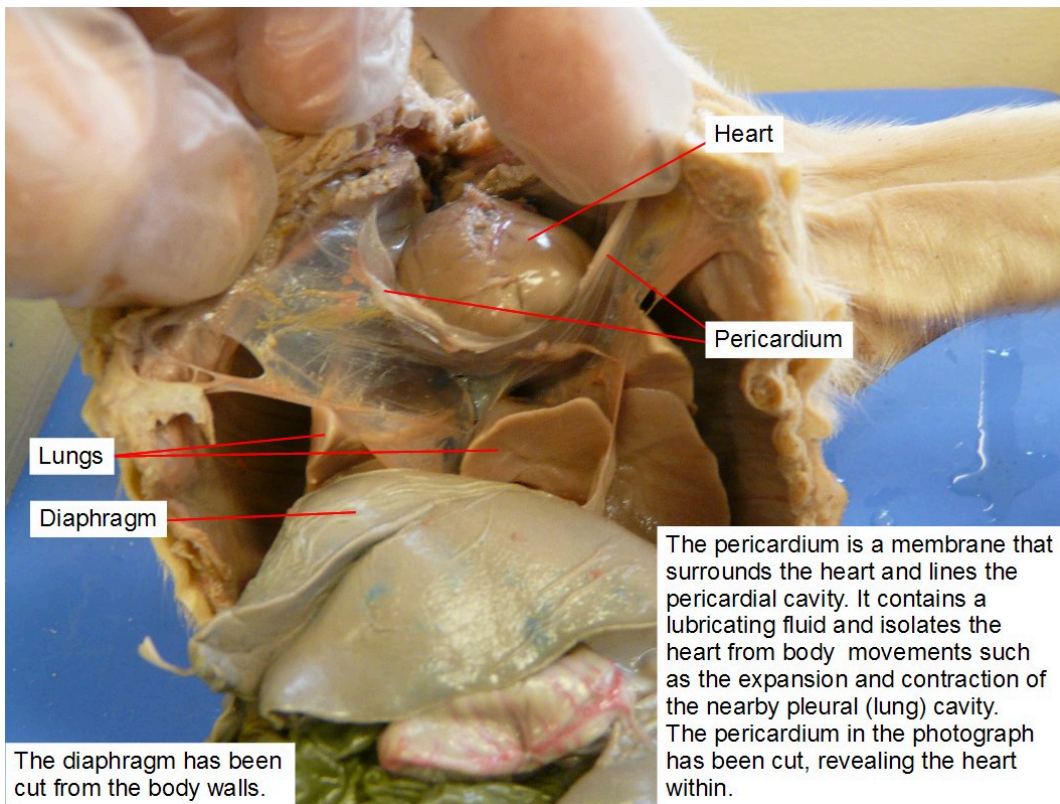 Heart
Pericardium
Lungs
Diaphragm
The pericardium is a membrane that
surrounds the heart and lines the
pericardial cavity. It contains a
lubricating fluid and isolates the
heart from body  movements such
as the expansion and contraction of
the nearby pleural (lung) cavity.
The pericardium in the photograph
has been cut, revealing the heart
within.
The diaphragm has been
cut from the body walls.